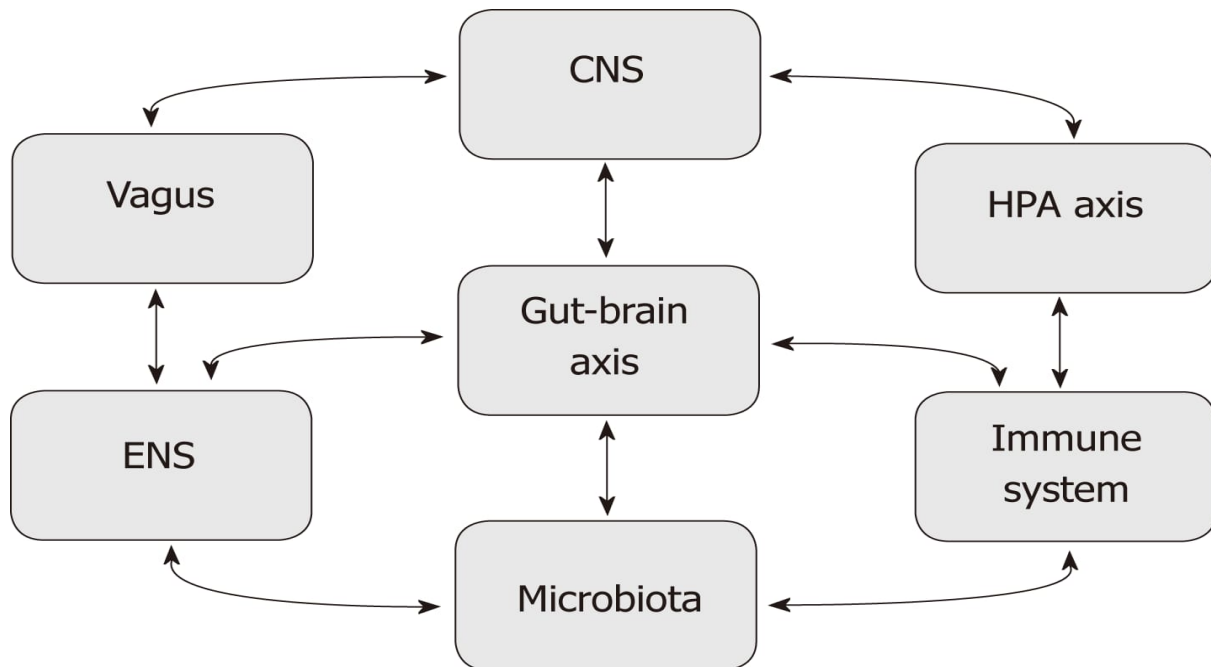 CNS
Vagus
HPA axis
Gut-brain
axis
ENS
Immune
system
Microbiota